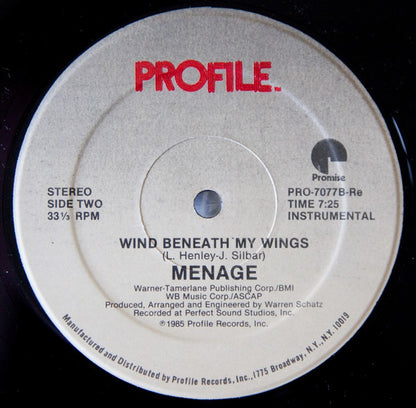 PROFILE™
Promise
STEREO
SIDE TWO
33⅓ RPM
PRO-7077B-Re
TIME 7:25
INSTRUMENTAL
WIND BENEATH MY WINGS
(L. Henley-J. Silbar)
MENAGE
Warner-Tamerlane Publishing Corp./BMI
WB Music Corp./ASCAP
Produced, Arranged and Engineered by Warren Schatz
Recorded at Perfect Sound Studios, Inc.
℗1985 Profile Records, Inc.
Manufactured and Distributed by Profile Records, Inc., 1775 Broadway, N.Y., N.Y. 10019